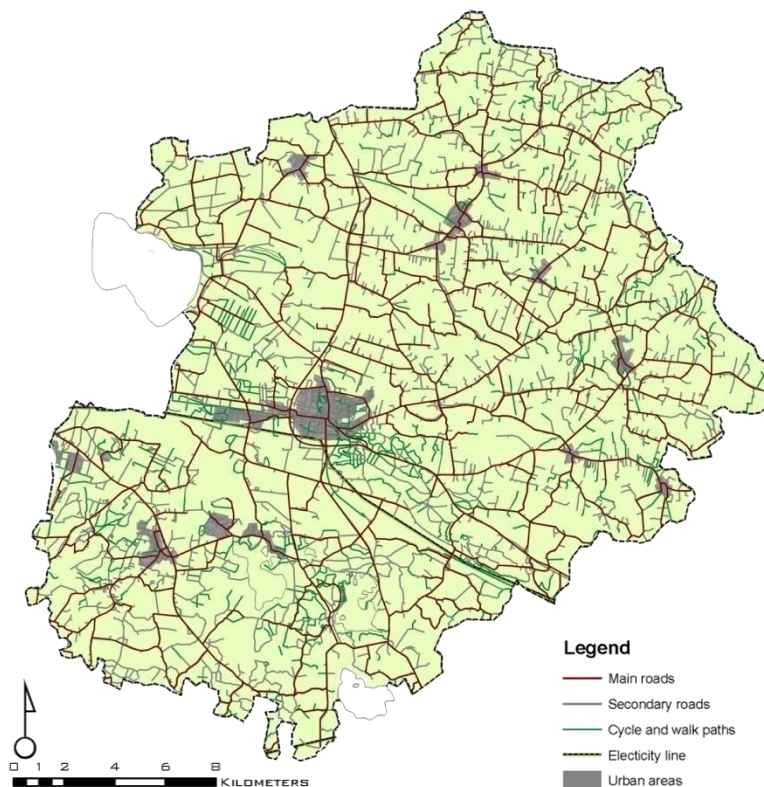 Legend
Main roads
Secondary roads
Cycle and walk paths
Electicity line
Urban areas
0 1 2 4 6 8
KILOMETERS